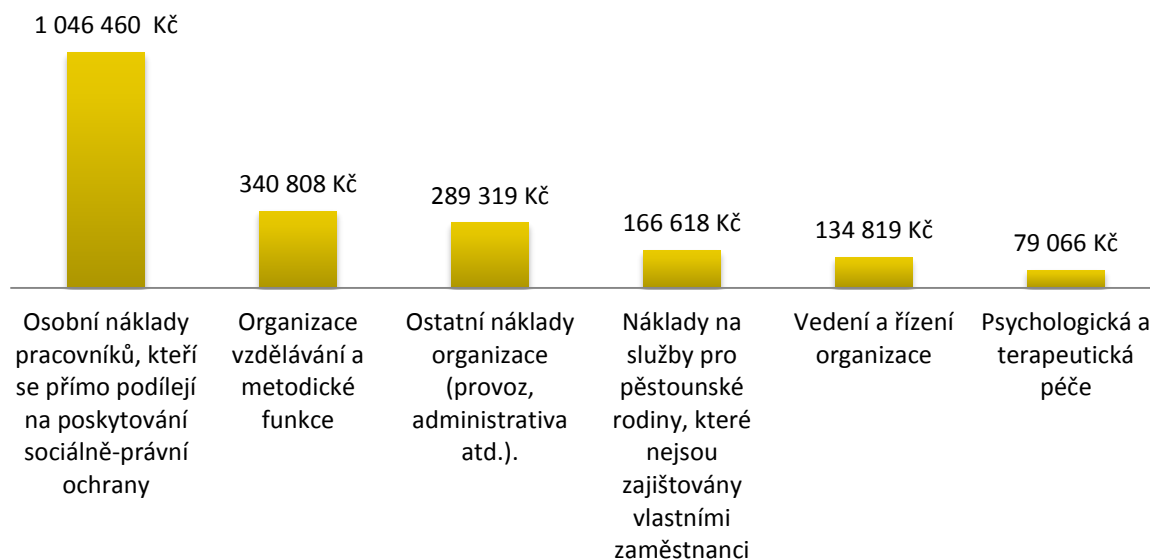 1 046 460  Kč
340 808 Kč
289 319 Kč
166 618 Kč
134 819 Kč
79 066 Kč
Osobní náklady
pracovníků, kteří
se přímo podílejí
na poskytování
sociálně-právní
ochrany
Organizace
vzdělávání a
metodické
funkce
Ostatní náklady
organizace
(provoz,
administrativa
atd.).
Náklady na
služby pro
pěstounské
rodiny, které
nejsou
zajištovány
vlastními
zaměstnanci
Vedení a řízení
organizace
Psychologická a
terapeutická
péče